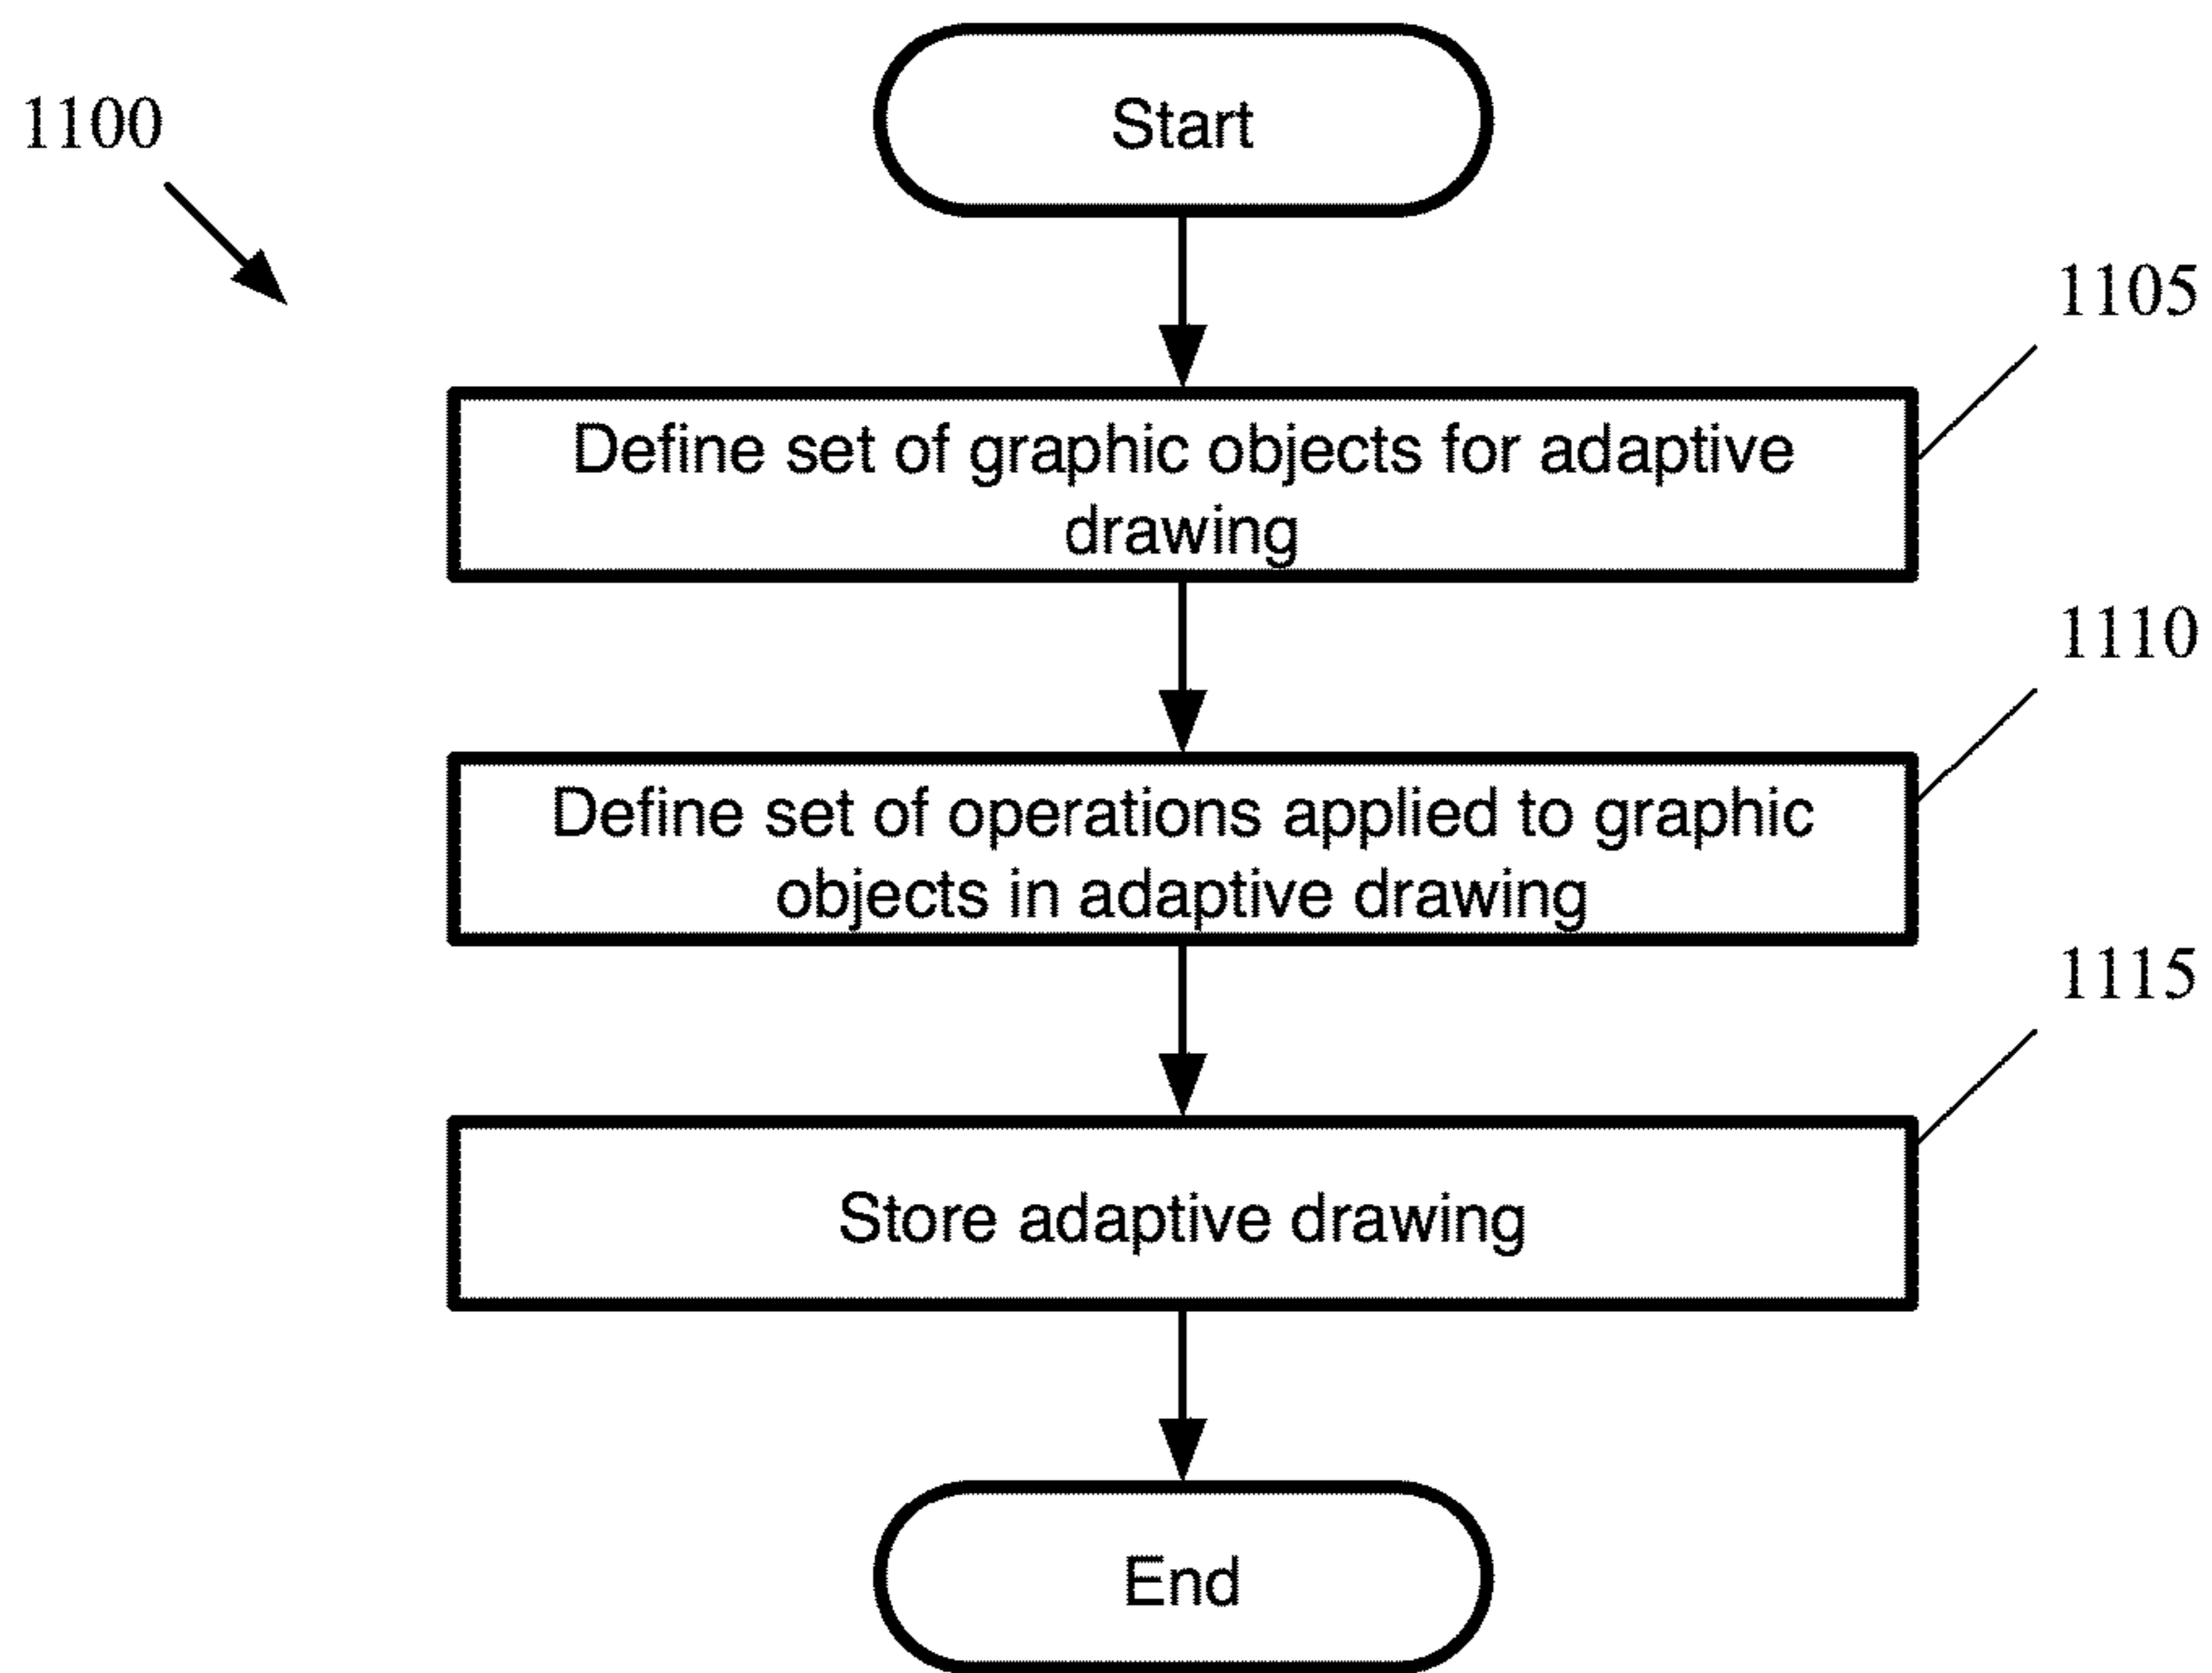 1100
Start
1105
Define set of graphic objects for adaptive
drawing
1110
Define set of operations applied to graphic
objects in adaptive drawing
1115
Store adaptive drawing
End